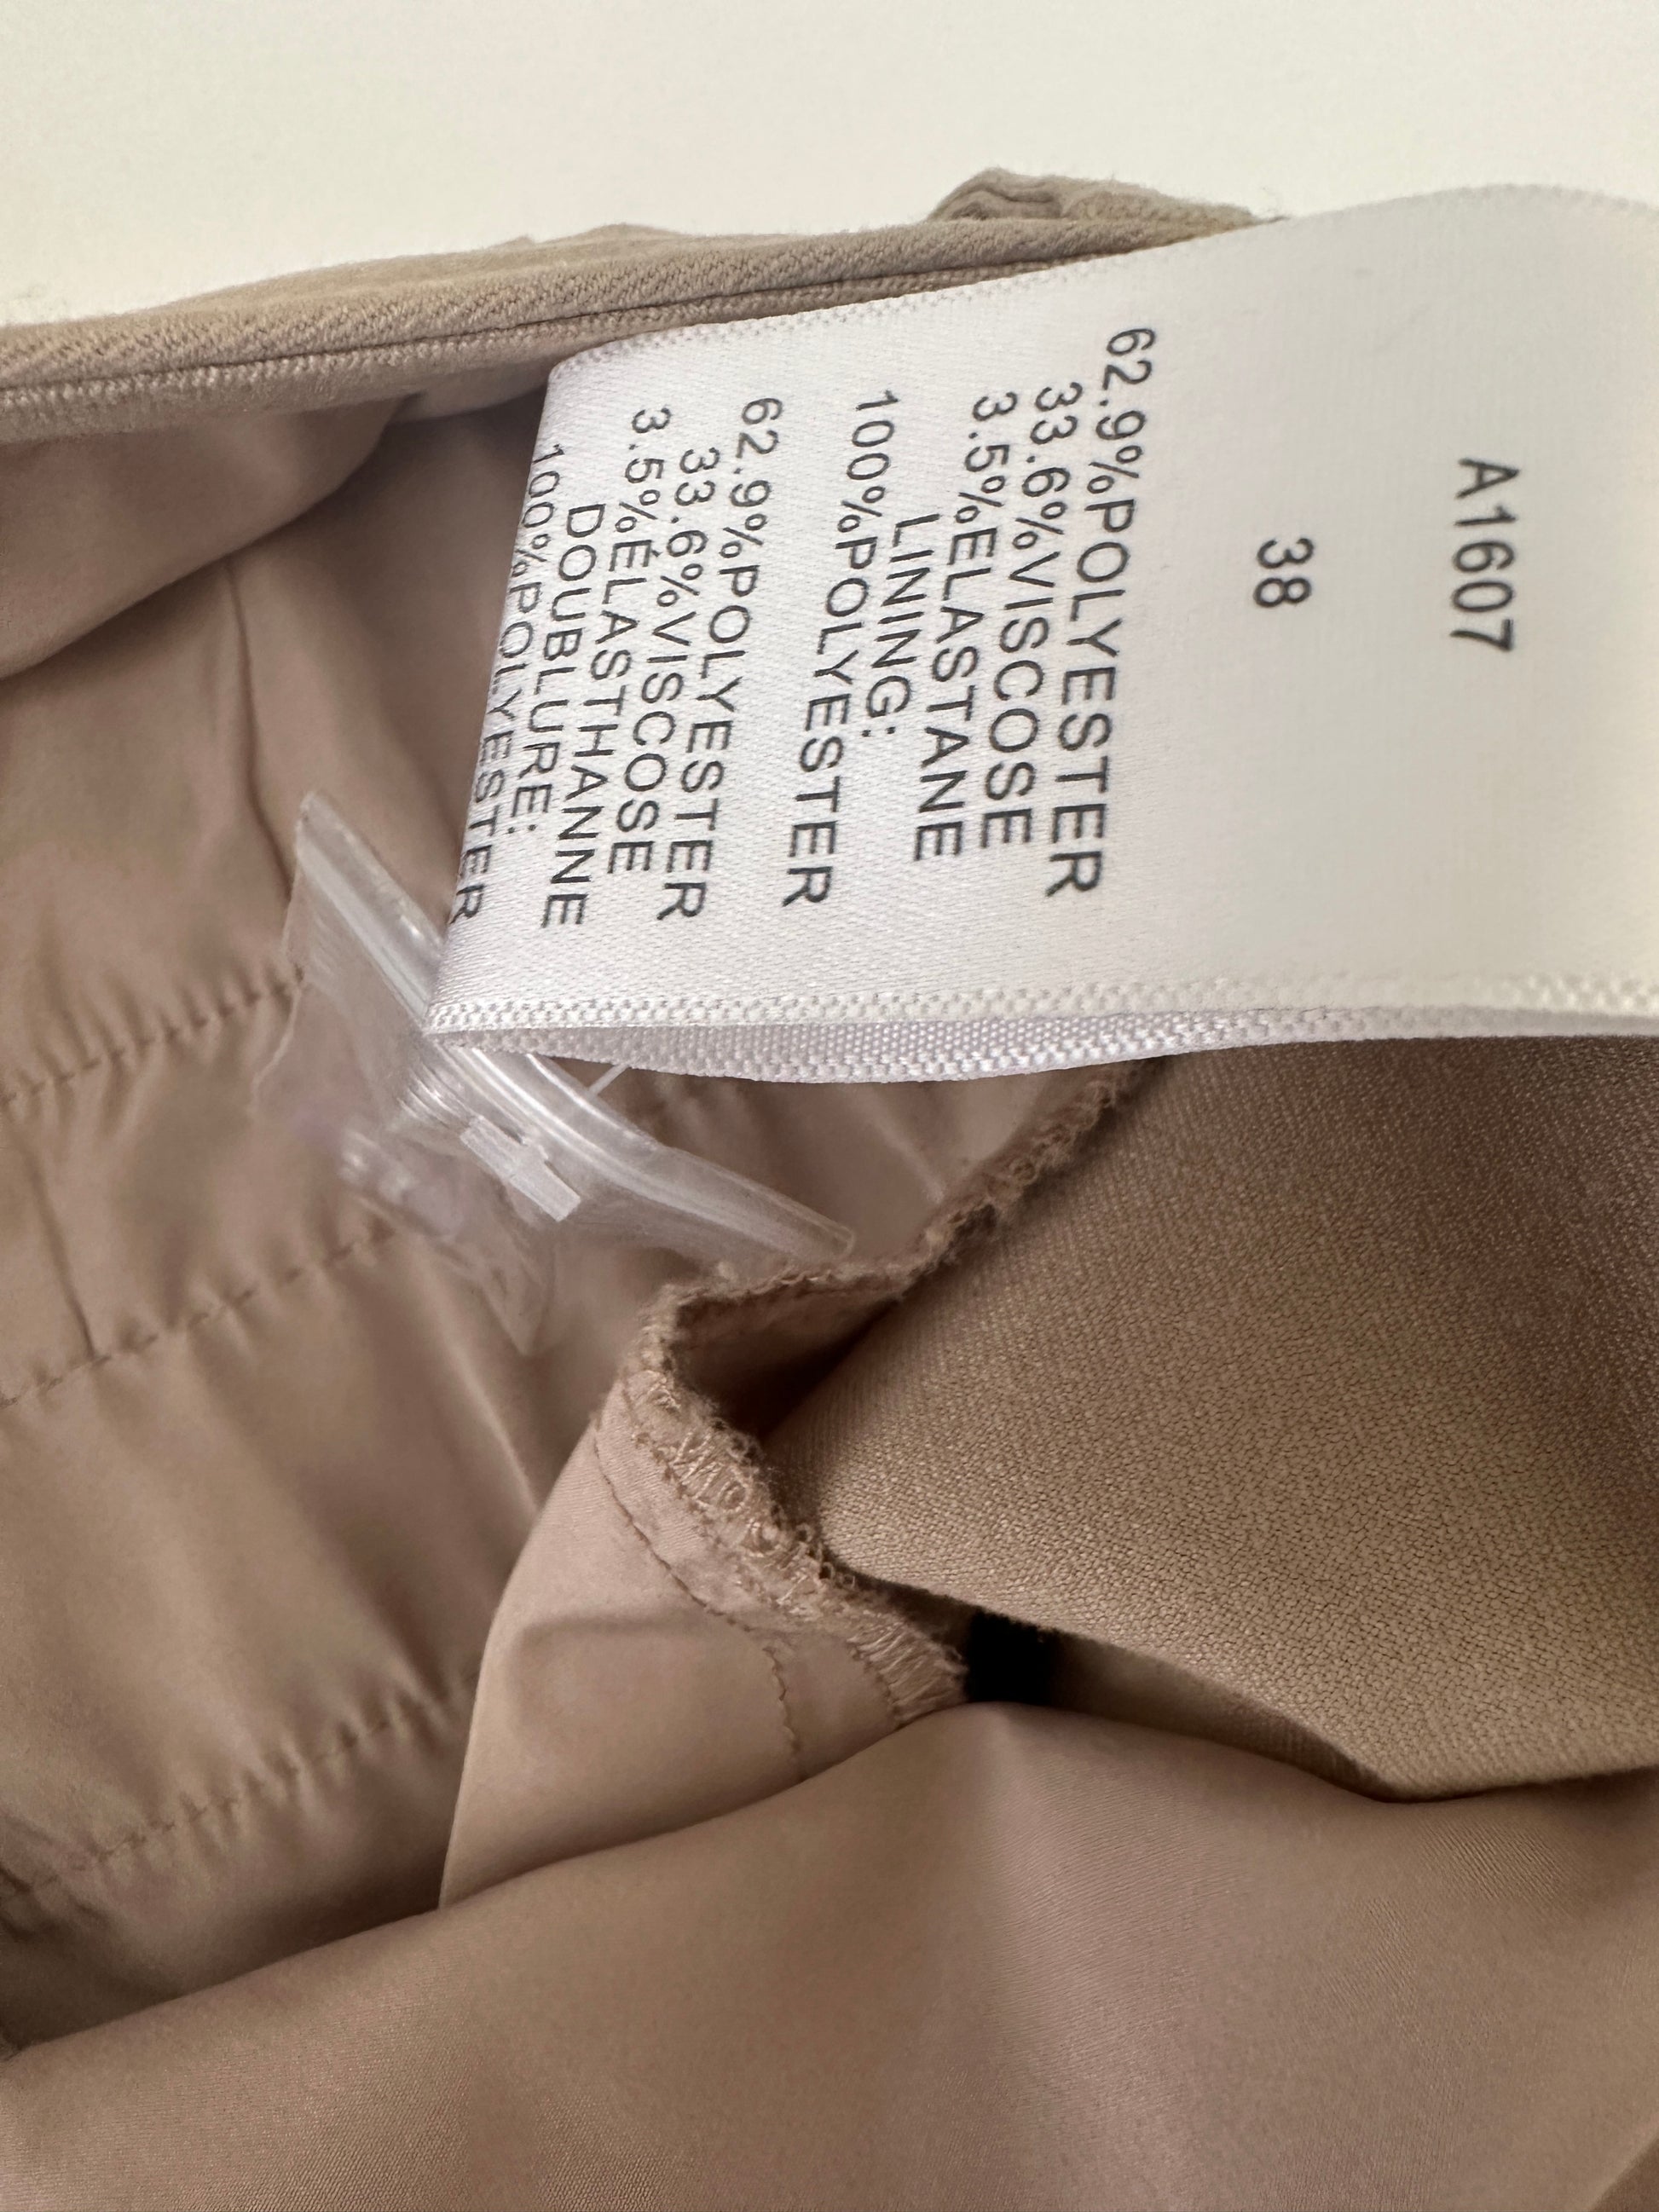 A1607
38
62.9%POLYESTER
33.6%VISCOSE
3.5%ELASTANE
LINING:
100%POLYESTER
62.9%POLYESTER
33.6%VISCOSE
3.5%ÉLASTHANNE
DOUBLURE:
100%POLYESTER